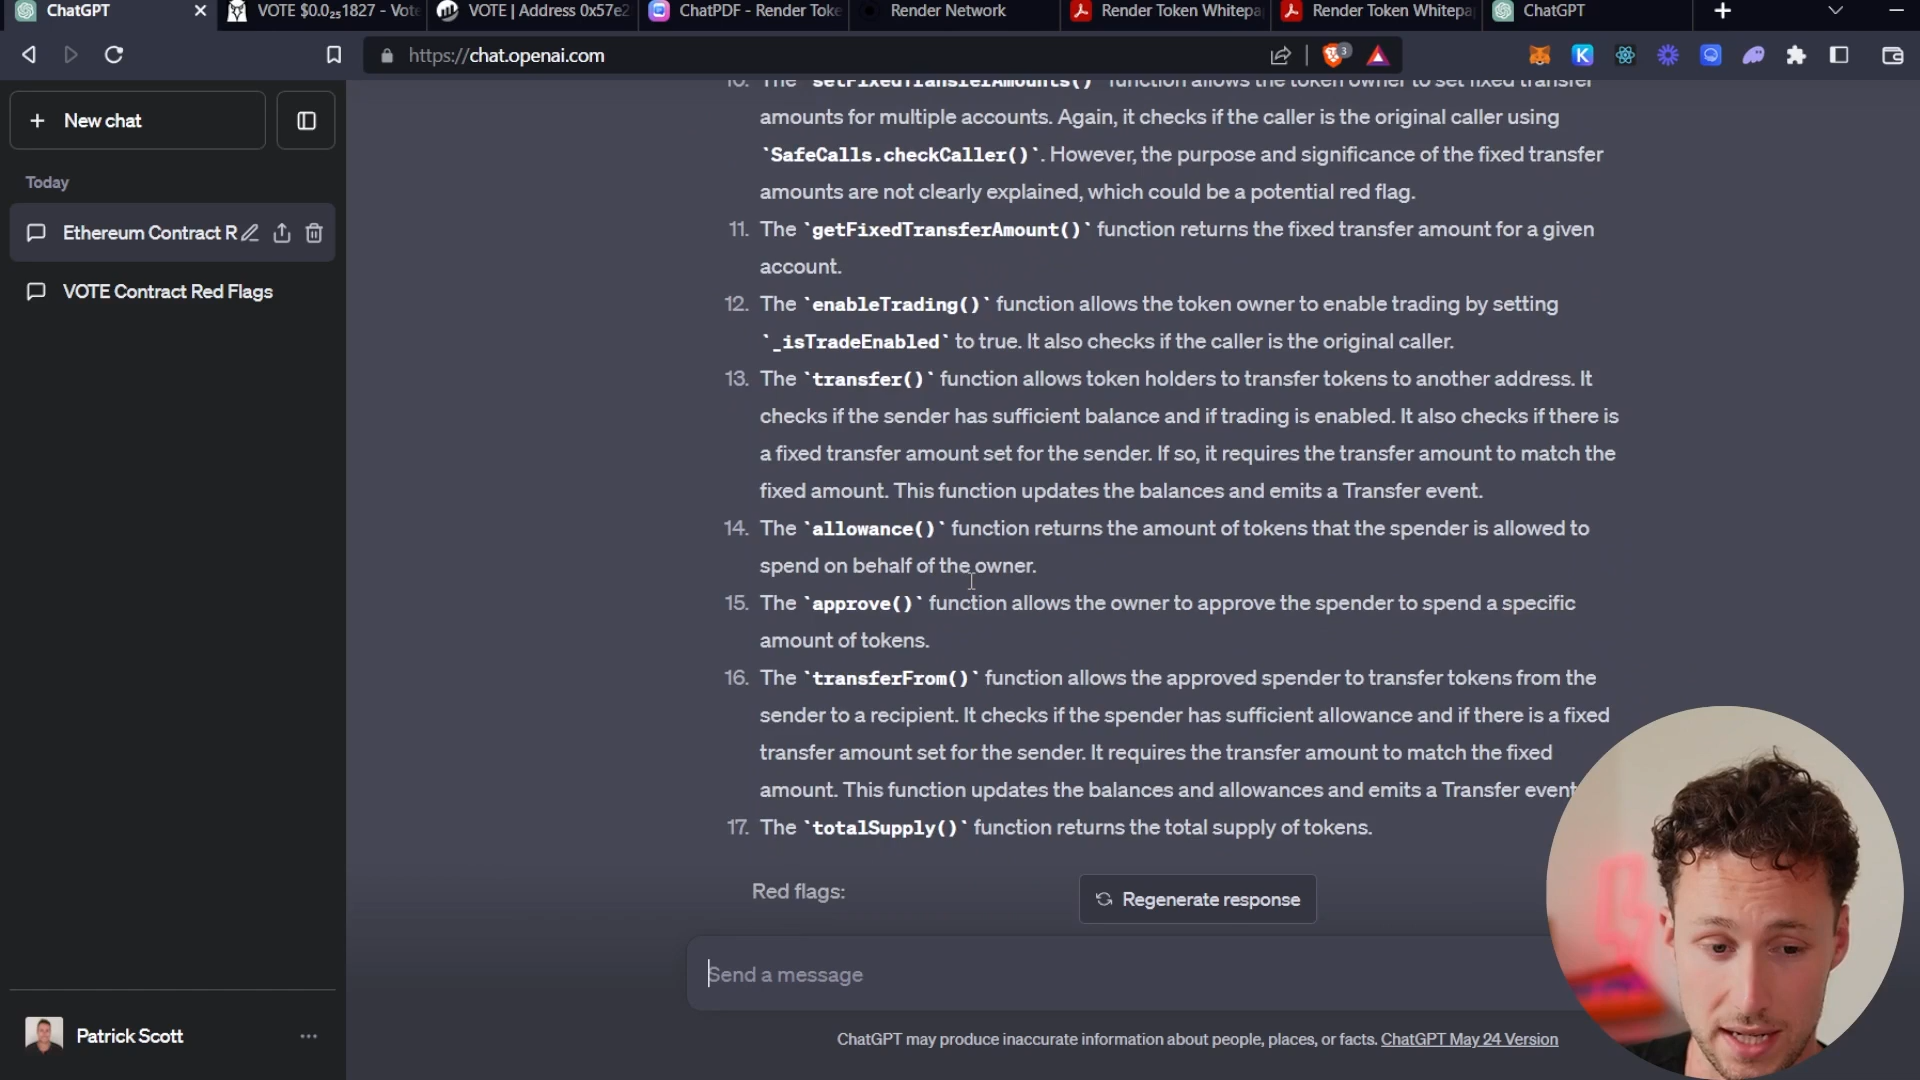 ChatGPT
VOTE $0.0₂₅1827 - Vote
VOTE | Address 0x57e2
ChatPDF - Render Toke
Render Network
Render Token Whitepa
Render Token Whitepa
ChatGPT
https://chat.openai.com
3
New chat
Today
Ethereum Contract R
VOTE Contract Red Flags
10. The `setFixedTransferAmounts()` function allows the token owner to set fixed transfer
amounts for multiple accounts. Again, it checks if the caller is the original caller using
`SafeCalls.checkCaller()`. However, the purpose and significance of the fixed transfer
amounts are not clearly explained, which could be a potential red flag.
11. The `getFixedTransferAmount()` function returns the fixed transfer amount for a given
account.
12. The `enableTrading()` function allows the token owner to enable trading by setting
`_isTradeEnabled` to true. It also checks if the caller is the original caller.
13. The `transfer()` function allows token holders to transfer tokens to another address. It
checks if the sender has sufficient balance and if trading is enabled. It also checks if there is
a fixed transfer amount set for the sender. If so, it requires the transfer amount to match the
fixed amount. This function updates the balances and emits a Transfer event.
14. The `allowance()` function returns the amount of tokens that the spender is allowed to
spend on behalf of the owner.
15. The `approve()` function allows the owner to approve the spender to spend a specific
amount of tokens.
16. The `transferFrom()` function allows the approved spender to transfer tokens from the
sender to a recipient. It checks if the spender has sufficient allowance and if there is a fixed
transfer amount set for the sender. It requires the transfer amount to match the fixed
amount. This function updates the balances and allowances and emits a Transfer event
17. The `totalSupply()` function returns the total supply of tokens.
Red flags:
Regenerate response
Send a message
Patrick Scott
ChatGPT may produce inaccurate information about people, places, or facts. ChatGPT May 24 Version